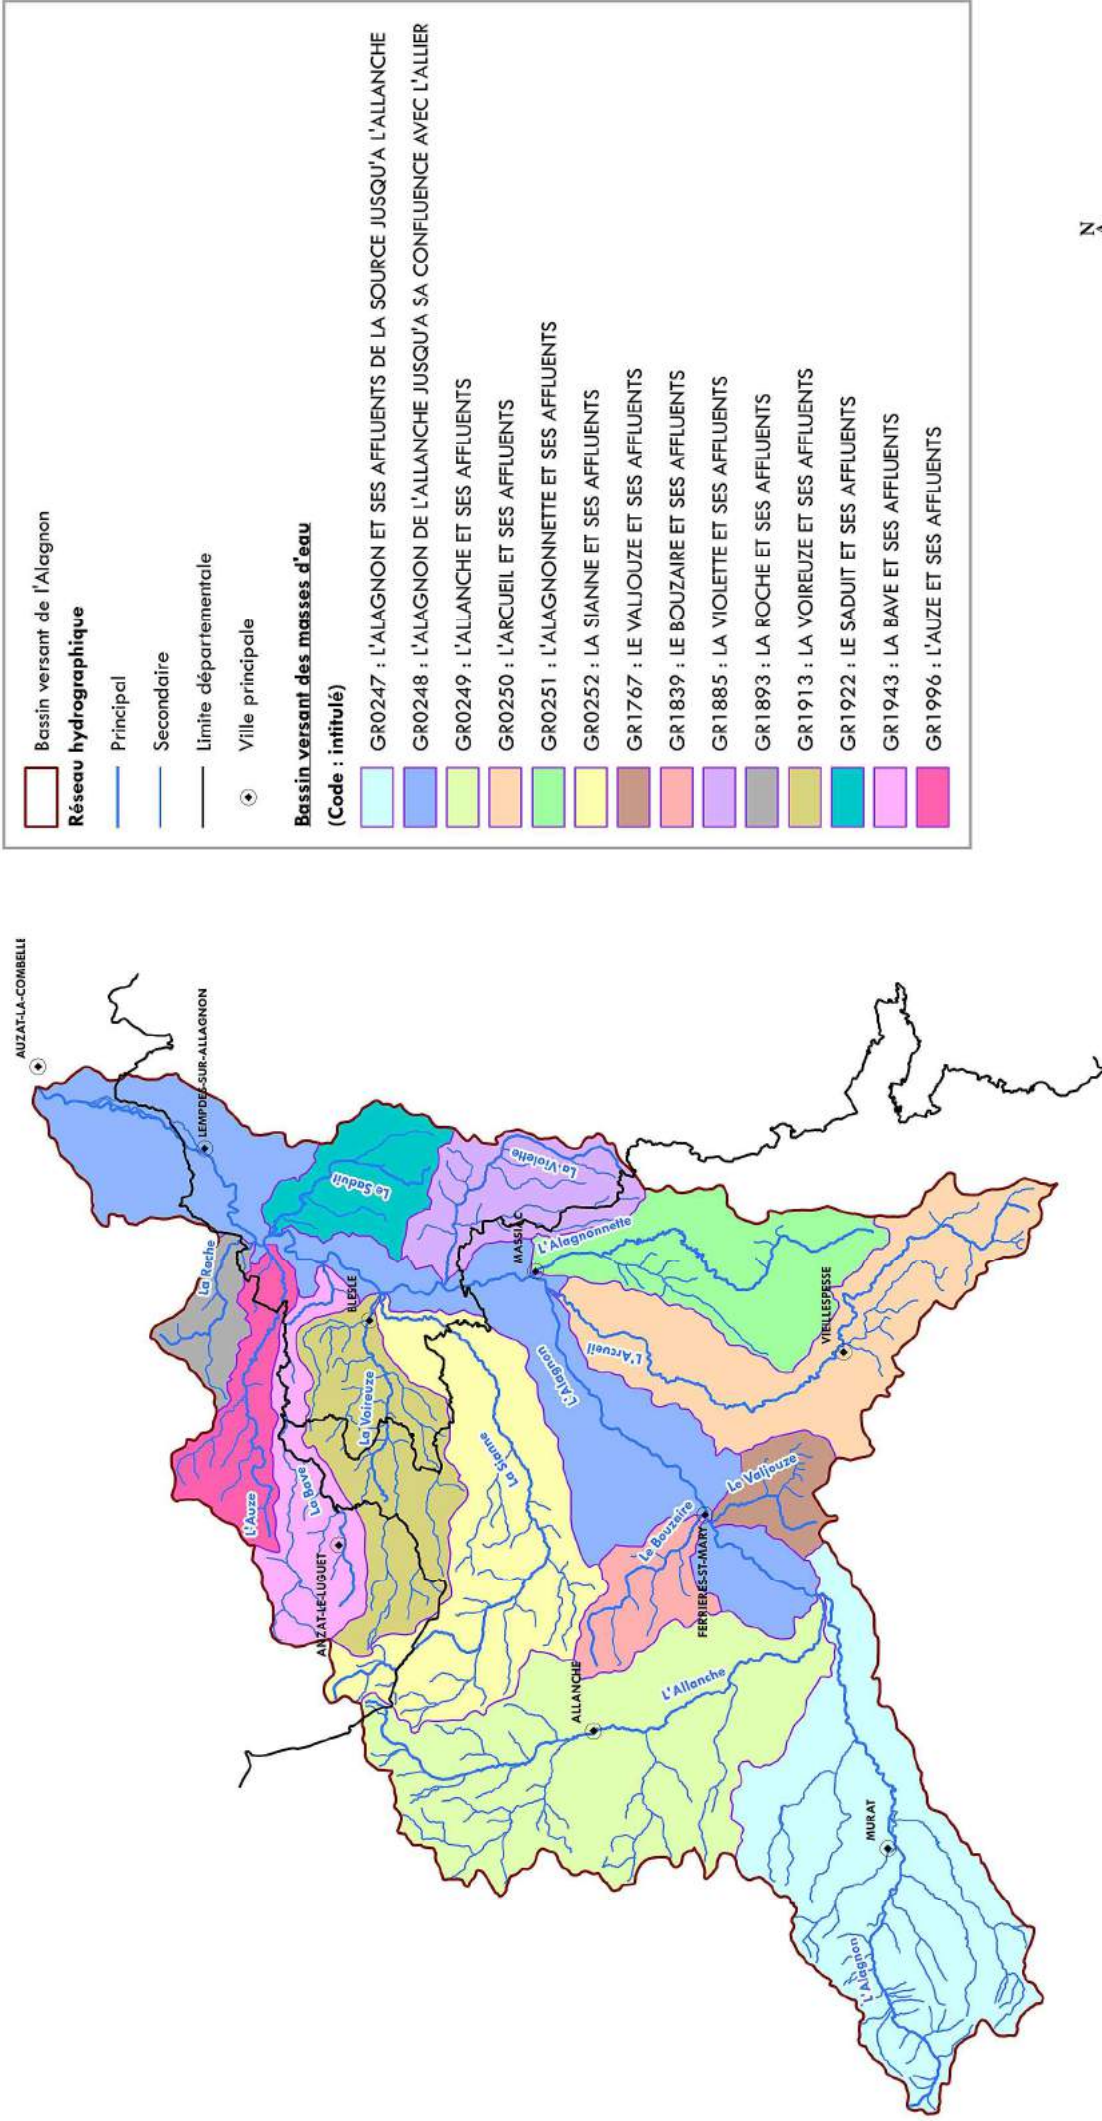 Bassin versant de l'Alagnon
Réseau hydrographique
Principal
Secondaire
Limite départementale
Ville principale
Bassin versant des masses d'eau
(Code : intitulé)
GR0247 : L'ALAGNON ET SES AFFLUENTS DE LA SOURCE JUSQU'A L'ALLANCHE
GR0248 : L'ALAGNON DE L'ALLANCHE JUSQU'A SA CONFLUENCE AVEC L'ALLIER
GR0249 : L'ALLANCHE ET SES AFFLUENTS
GR0250 : L'ARCUEIL ET SES AFFLUENTS
GR0251 : L'ALAGNONNETTE ET SES AFFLUENTS
GR0252 : LA SIANNE ET SES AFFLUENTS
GR1767 : LE VALJOUZE ET SES AFFLUENTS
GR1839 : LE BOUZAIRE ET SES AFFLUENTS
GR1885 : LA VIOLETTE ET SES AFFLUENTS
GR1893 : LA ROCHE ET SES AFFLUENTS
GR1913 : LA VOIREUZE ET SES AFFLUENTS
GR1922 : LE SADUIT ET SES AFFLUENTS
GR1943 : LA BAVE ET SES AFFLUENTS
GR1996 : L'AUZE ET SES AFFLUENTS
N
AUZAT-LA-COMBELLE
LEMPDES-SUR-ALLAGNON
La Roche
Le Saduit
La Violette
L'Auze
La Bave
ANZAT-LE-LUGUET
BLESLE
La Voireuze
La Sianne
MASSIAC
L'Alagnonnette
L'Alagnon
L'Arcueil
VIEILLESPESSE
Le Bouzaire
Le Valjouze
FERRIERES-ST-MARY
ALLANCHE
L'Allanche
MURAT
L'Alagnon